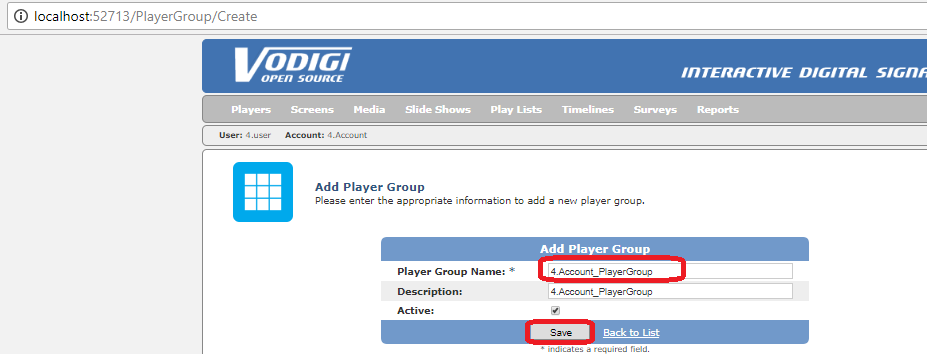 localhost:52713/PlayerGroup/Create
VODIGI
OPEN SOURCE
INTERACTIVE DIGITAL SIGNA
Players Screens Media Slide Shows Play Lists Timelines Surveys Reports
User: 4.user Account: 4.Account
Add Player Group
Please enter the appropriate information to add a new player group.
Add Player Group
Player Group Name: * 4.Account_PlayerGroup
Description: 4.Account_PlayerGroup
Active:
Save Back to List
* indicates a required field.